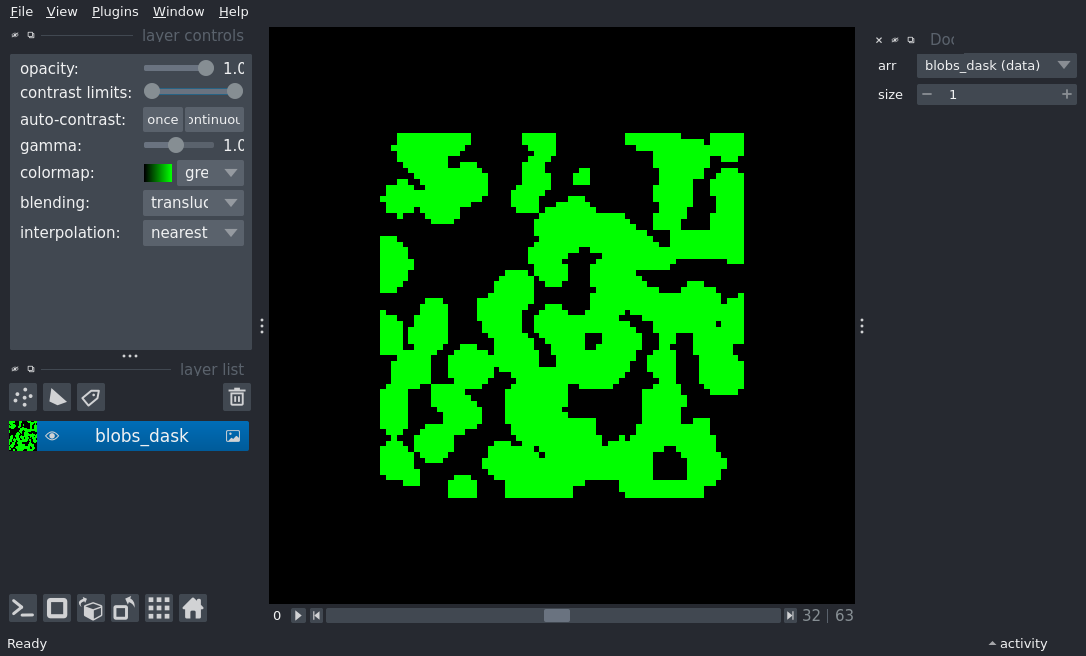 File View Plugins Window Help
layer controls
opacity: 1.0
contrast limits:
auto-contrast: once ontinuou
gamma: 1.0
colormap: gre
blending: transluc
interpolation: nearest
layer list
blobs_dask
Ready
0 32 | 63
Doc
arr blobs_dask (data)
size − 1 +
activity